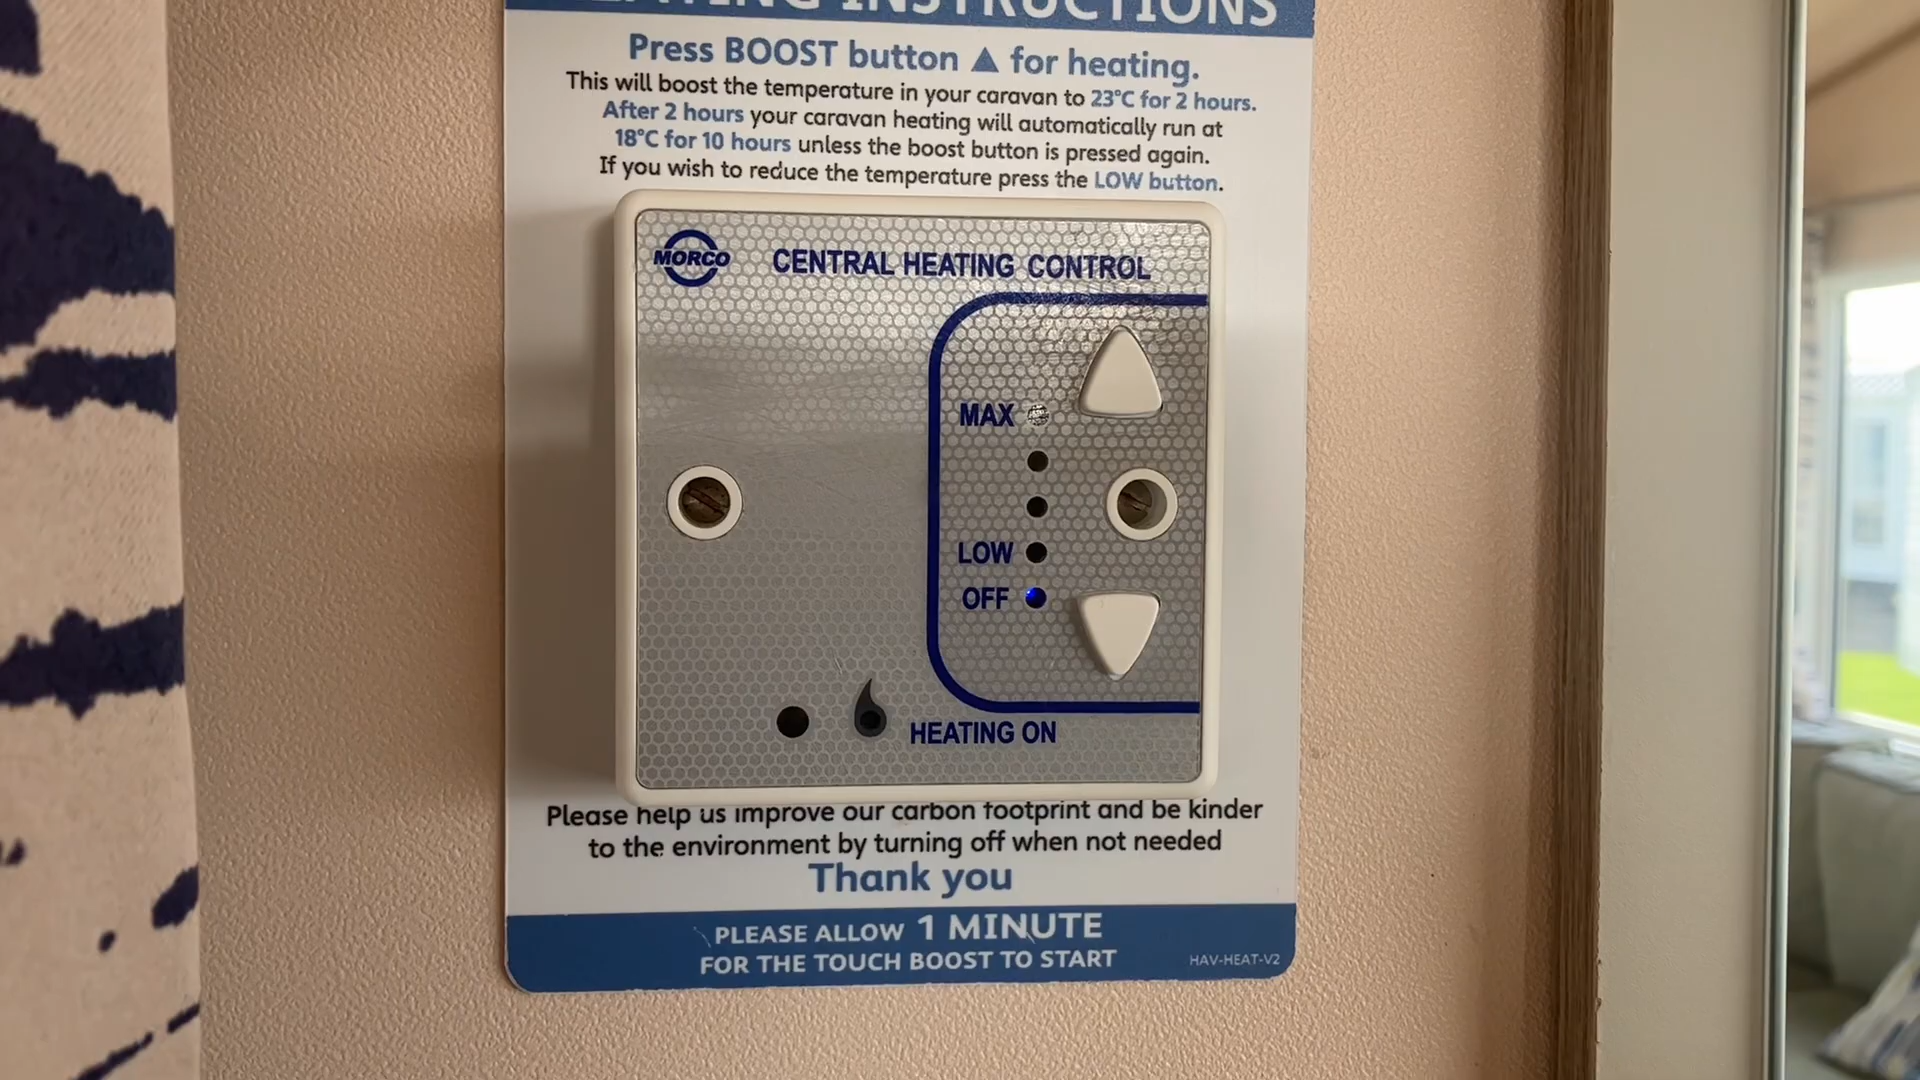 HEATING INSTRUCTIONS
Press BOOST button ▲ for heating.
This will boost the temperature in your caravan to 23°C for 2 hours.
After 2 hours your caravan heating will automatically run at
18°C for 10 hours unless the boost button is pressed again.
If you wish to reduce the temperature press the LOW button.
MORCO
CENTRAL HEATING CONTROL
MAX
LOW
OFF
HEATING ON
Please help us improve our carbon footprint and be kinder
to the environment by turning off when not needed
Thank you
PLEASE ALLOW 1 MINUTE
FOR THE TOUCH BOOST TO START
HAV-HEAT-V2